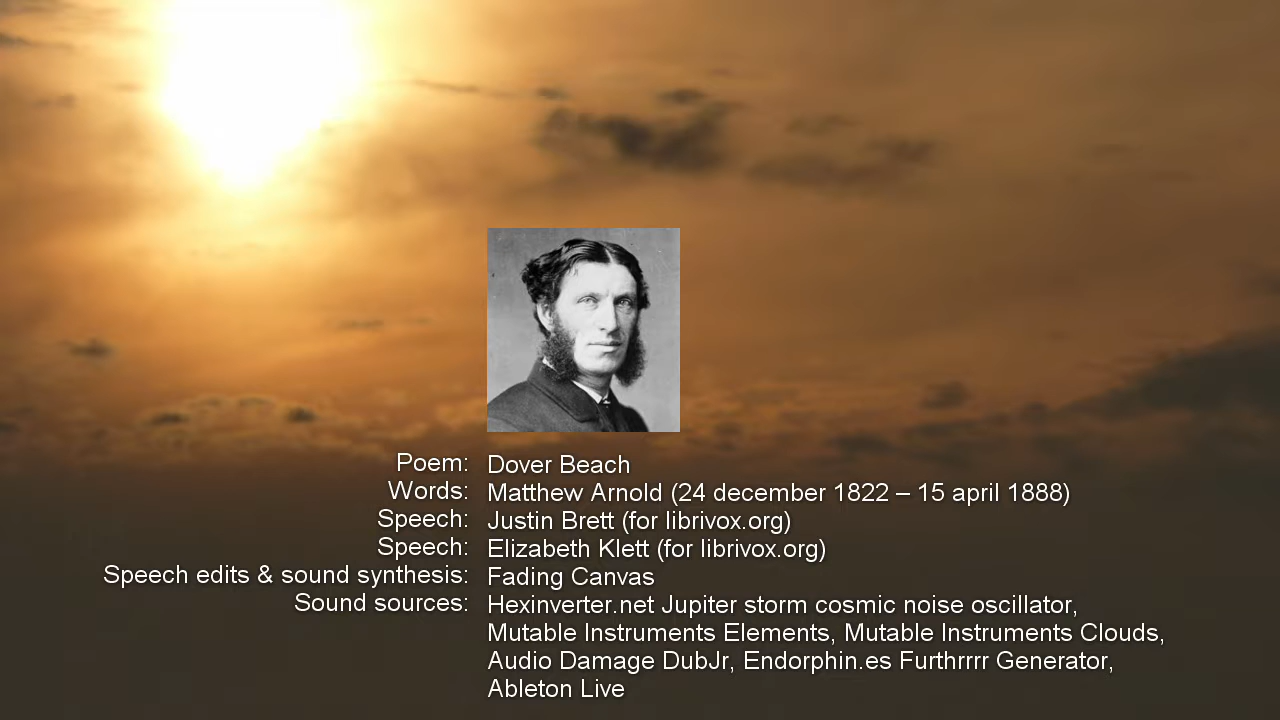 Poem: Dover Beach
Words: Matthew Arnold (24 december 1822 – 15 april 1888)
Speech: Justin Brett (for librivox.org)
Speech: Elizabeth Klett (for librivox.org)
Speech edits & sound synthesis: Fading Canvas
Sound sources: Hexinverter.net Jupiter storm cosmic noise oscillator,
Mutable Instruments Elements, Mutable Instruments Clouds,
Audio Damage DubJr, Endorphin.es Furthrrrr Generator,
Ableton Live